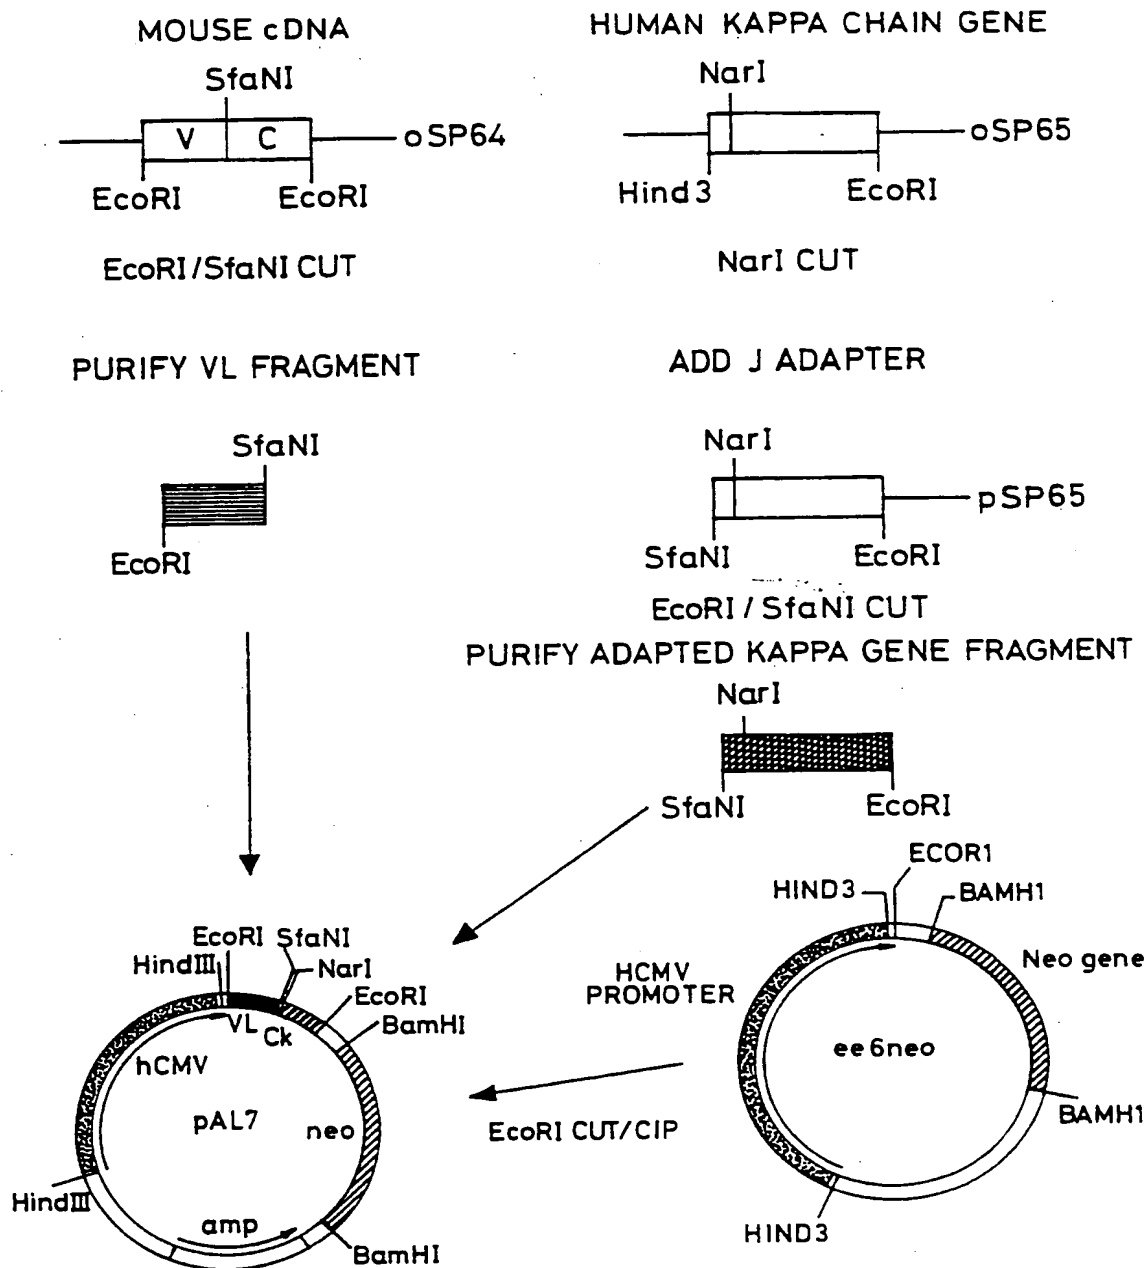 MOUSE cDNA
SfaNI
V C
oSP64
EcoRI EcoRI
EcoRI/SfaNI CUT
HUMAN KAPPA CHAIN GENE
NarI
oSP65
Hind3 EcoRI
NarI CUT
PURIFY VL FRAGMENT
SfaNI
EcoRI
ADD J ADAPTER
NarI
pSP65
SfaNI EcoRI
EcoRI / SfaNI CUT
PURIFY ADAPTED KAPPA GENE FRAGMENT
NarI
SfaNI EcoRI
EcoRI SfaNI
HindIII NarI
EcoRI
BamHI
VL Ck
hCMV
pAL7
neo
HindIII
amp
BamHI
EcoRI CUT/CIP
ECOR1
HIND3 BAMH1
Neo gene
HCMV
PROMOTER
ee6neo
BAMH1
HIND3